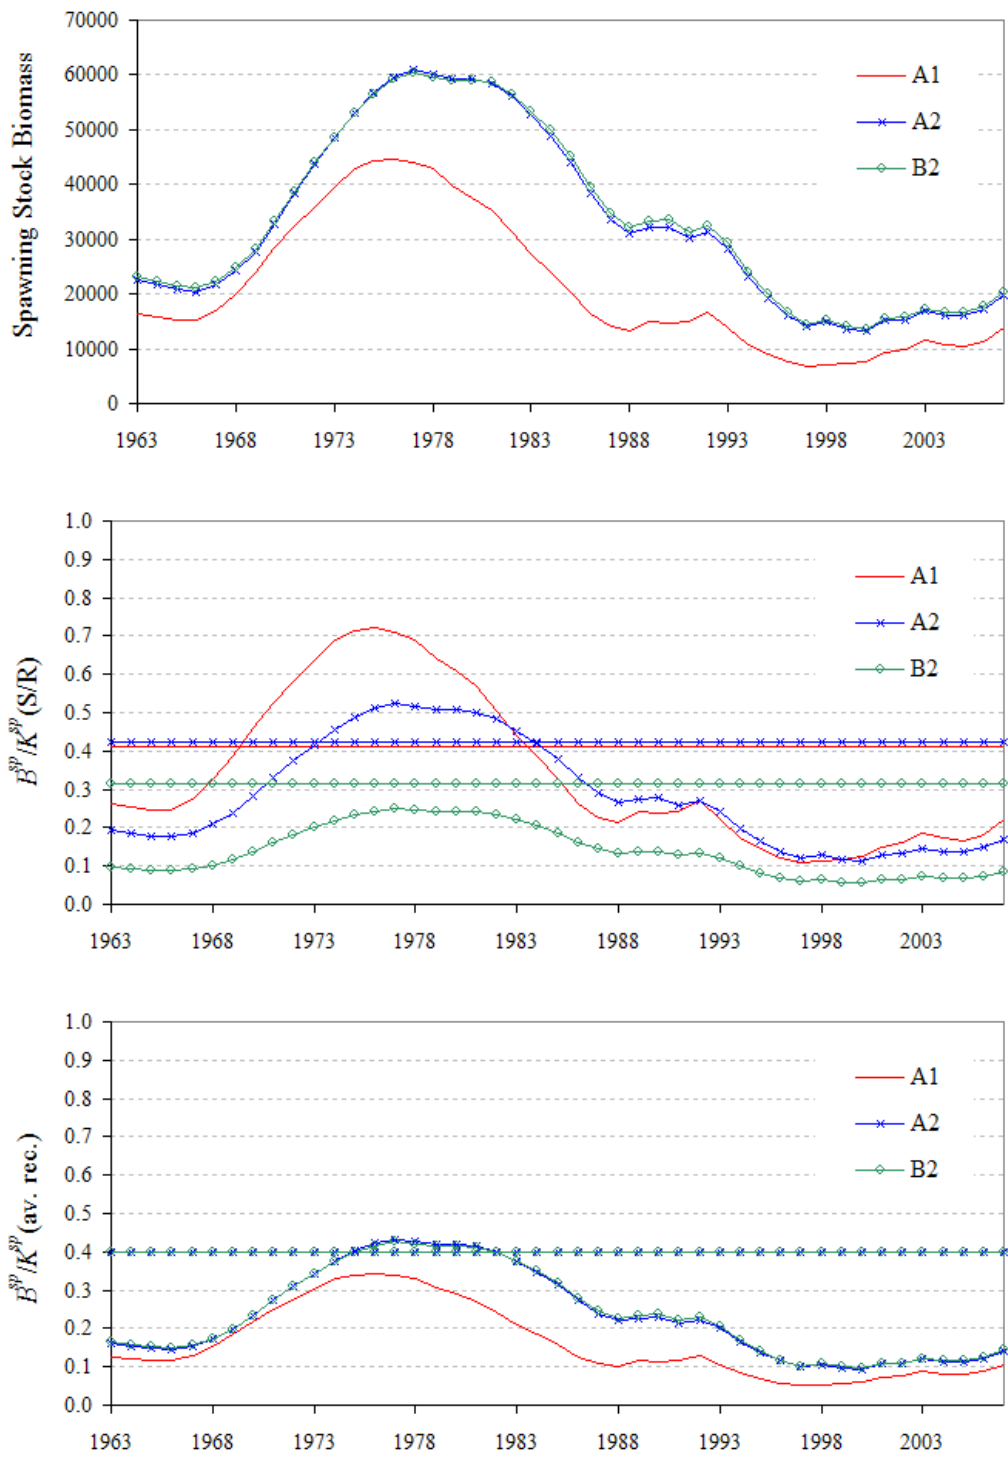 Spawning Stock Biomass
70000
60000
50000
40000
30000
20000
10000
0
A1
A2
B2
1963 1968 1973 1978 1983 1988 1993 1998 2003
B^sp/K^sp (S/R)
1.0
0.9
0.8
0.7
0.6
0.5
0.4
0.3
0.2
0.1
0.0
A1
A2
B2
1963 1968 1973 1978 1983 1988 1993 1998 2003
B^sp/K^sp (av. rec.)
1.0
0.9
0.8
0.7
0.6
0.5
0.4
0.3
0.2
0.1
0.0
A1
A2
B2
1963 1968 1973 1978 1983 1988 1993 1998 2003